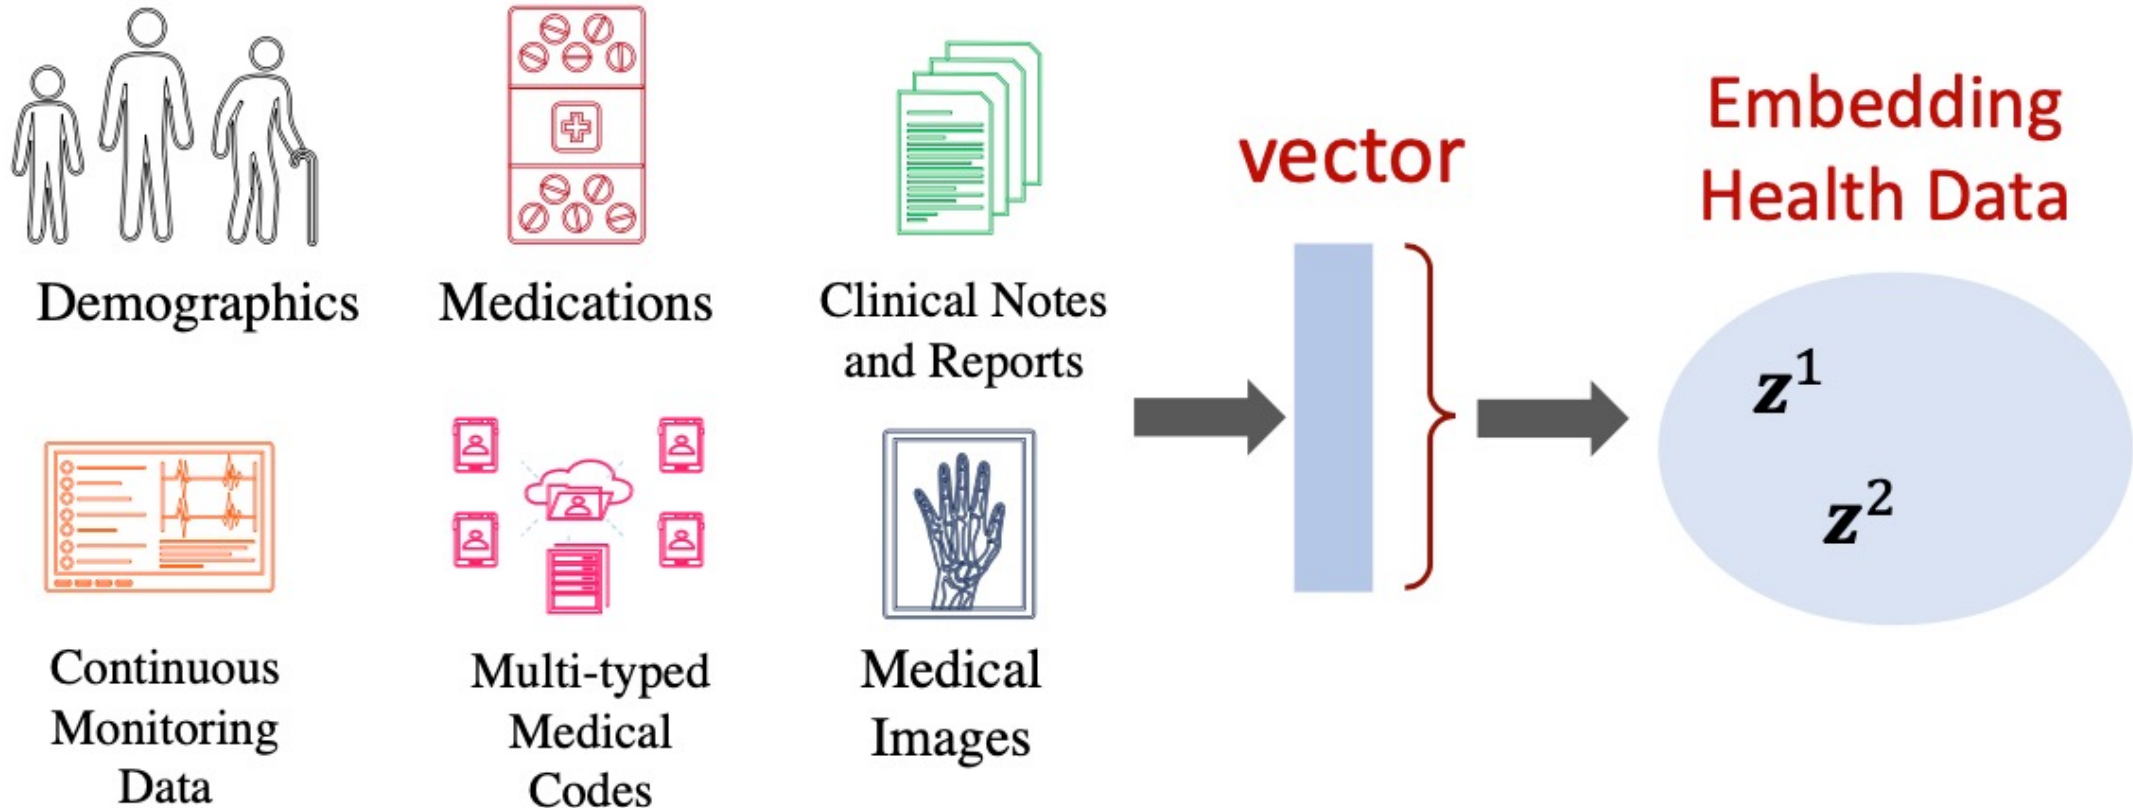 Demographics
Medications
Clinical Notes
and Reports
Continuous
Monitoring
Data
Multi-typed
Medical
Codes
Medical
Images
vector
Embedding
Health Data
z¹
z²